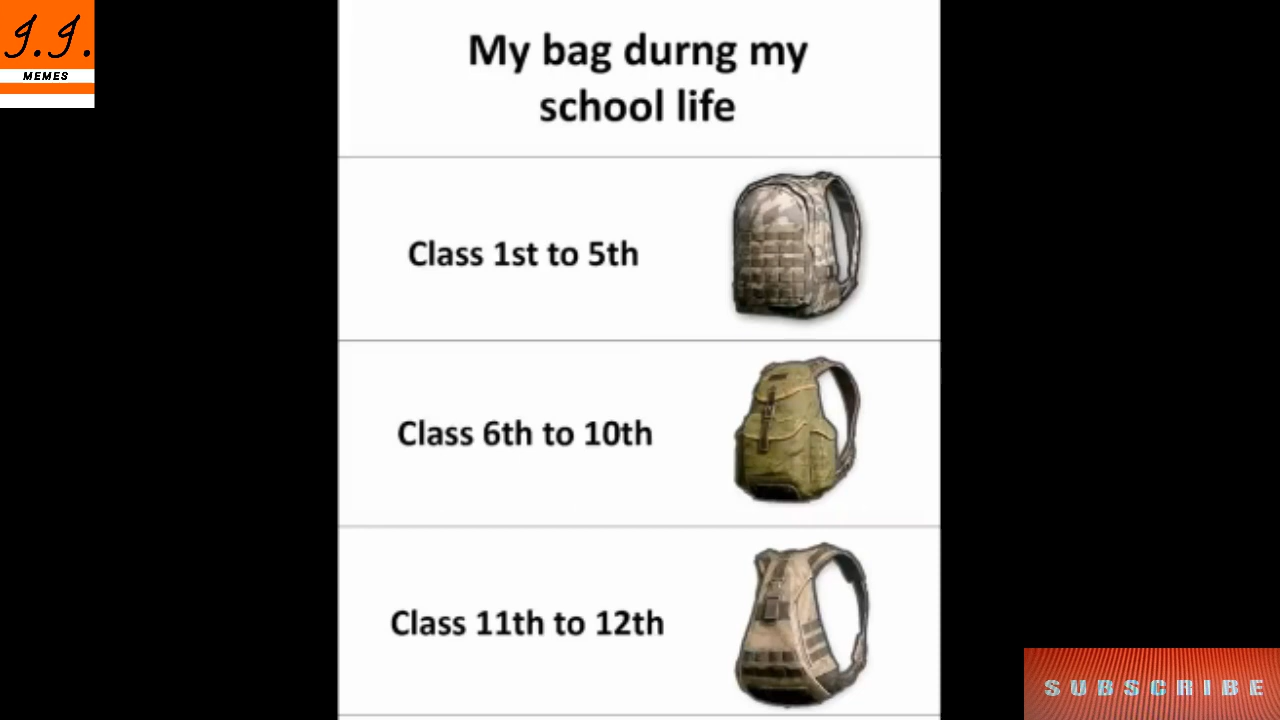 J.J.
MEMES
My bag durng my
school life
Class 1st to 5th
Class 6th to 10th
Class 11th to 12th
SUBSCRIBE